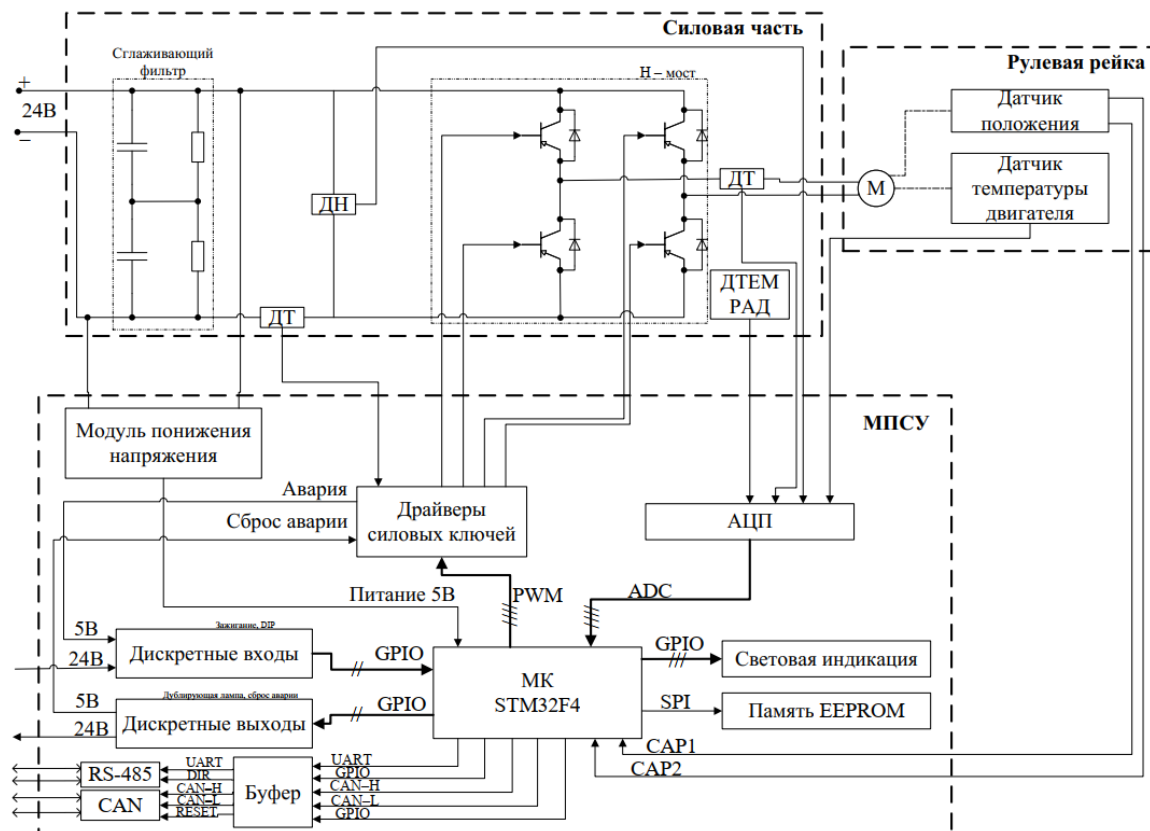 Силовая часть
Сглаживающий
фильтр
H – мост
Рулевая рейка
+
24В
−
Датчик
положения
ДТ
М
Датчик
температуры
двигателя
ДН
ДТЕМ
РАД
ДТ
МПСУ
Модуль понижения
напряжения
Авария
Сброс аварии
Драйверы
силовых ключей
АЦП
Питание 5В
PWM
ADC
5В
Зажигание, DIP
24В
Дискретные входы
GPIO
МК
STM32F4
GPIO
Световая индикация
5В
Дублирующая лампа, сброс аварии
24В
Дискретные выходы
GPIO
SPI
Память EEPROM
CAP1
CAP2
RS-485
CAN
UART
DIR
CAN–H
CAN–L
RESET
Буфер
UART
GPIO
CAN–H
CAN–L
GPIO